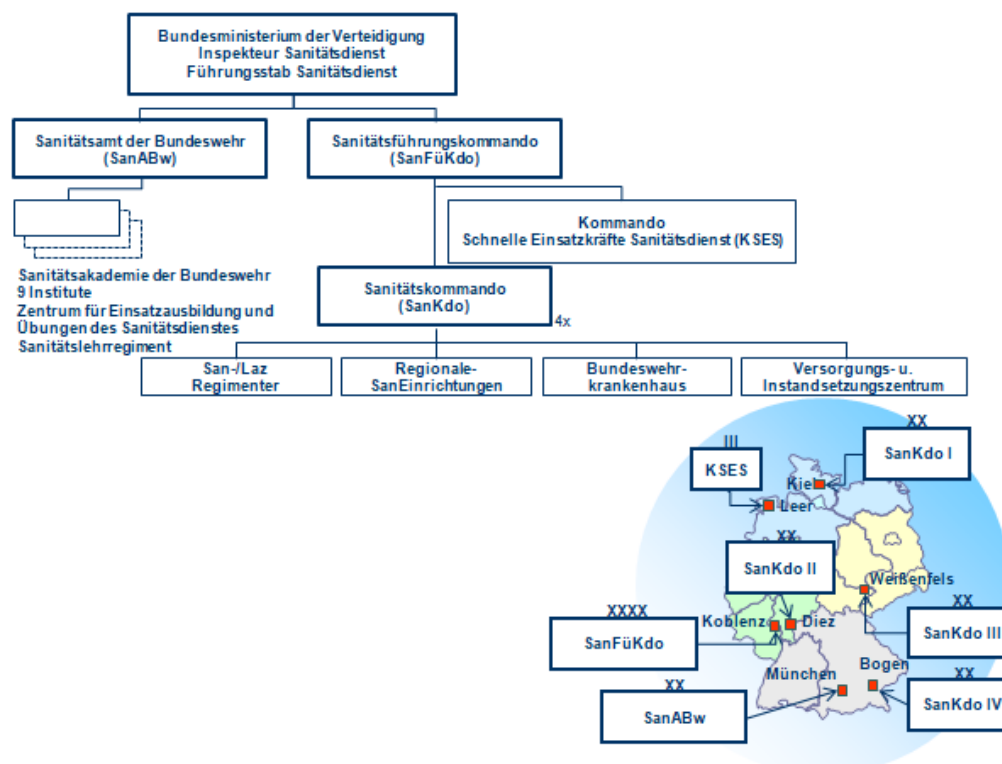 Bundesministerium der Verteidigung
Inspekteur Sanitätsdienst
Führungsstab Sanitätsdienst
Sanitätsamt der Bundeswehr
(SanABw)
Sanitätsführungskommando
(SanFüKdo)
Kommando
Schnelle Einsatzkräfte Sanitätsdienst (KSES)
Sanitätsakademie der Bundeswehr
9 Institute
Zentrum für Einsatzausbildung und
Übungen des Sanitätsdienstes
Sanitätslehrregiment
Sanitätskommando
(SanKdo)
4x
San-/Laz
Regimenter
Regionale-
SanEinrichtungen
Bundeswehr-
krankenhaus
Versorgungs- u.
Instandsetzungszentrum
XX
SanKdo I
III
KSES
Kiel
Leer
XX
SanKdo II
Weißenfels
XX
SanKdo III
XXXX
SanFüKdo
Koblenz
Diez
München
Bogen
XX
SanKdo IV
XX
SanABw